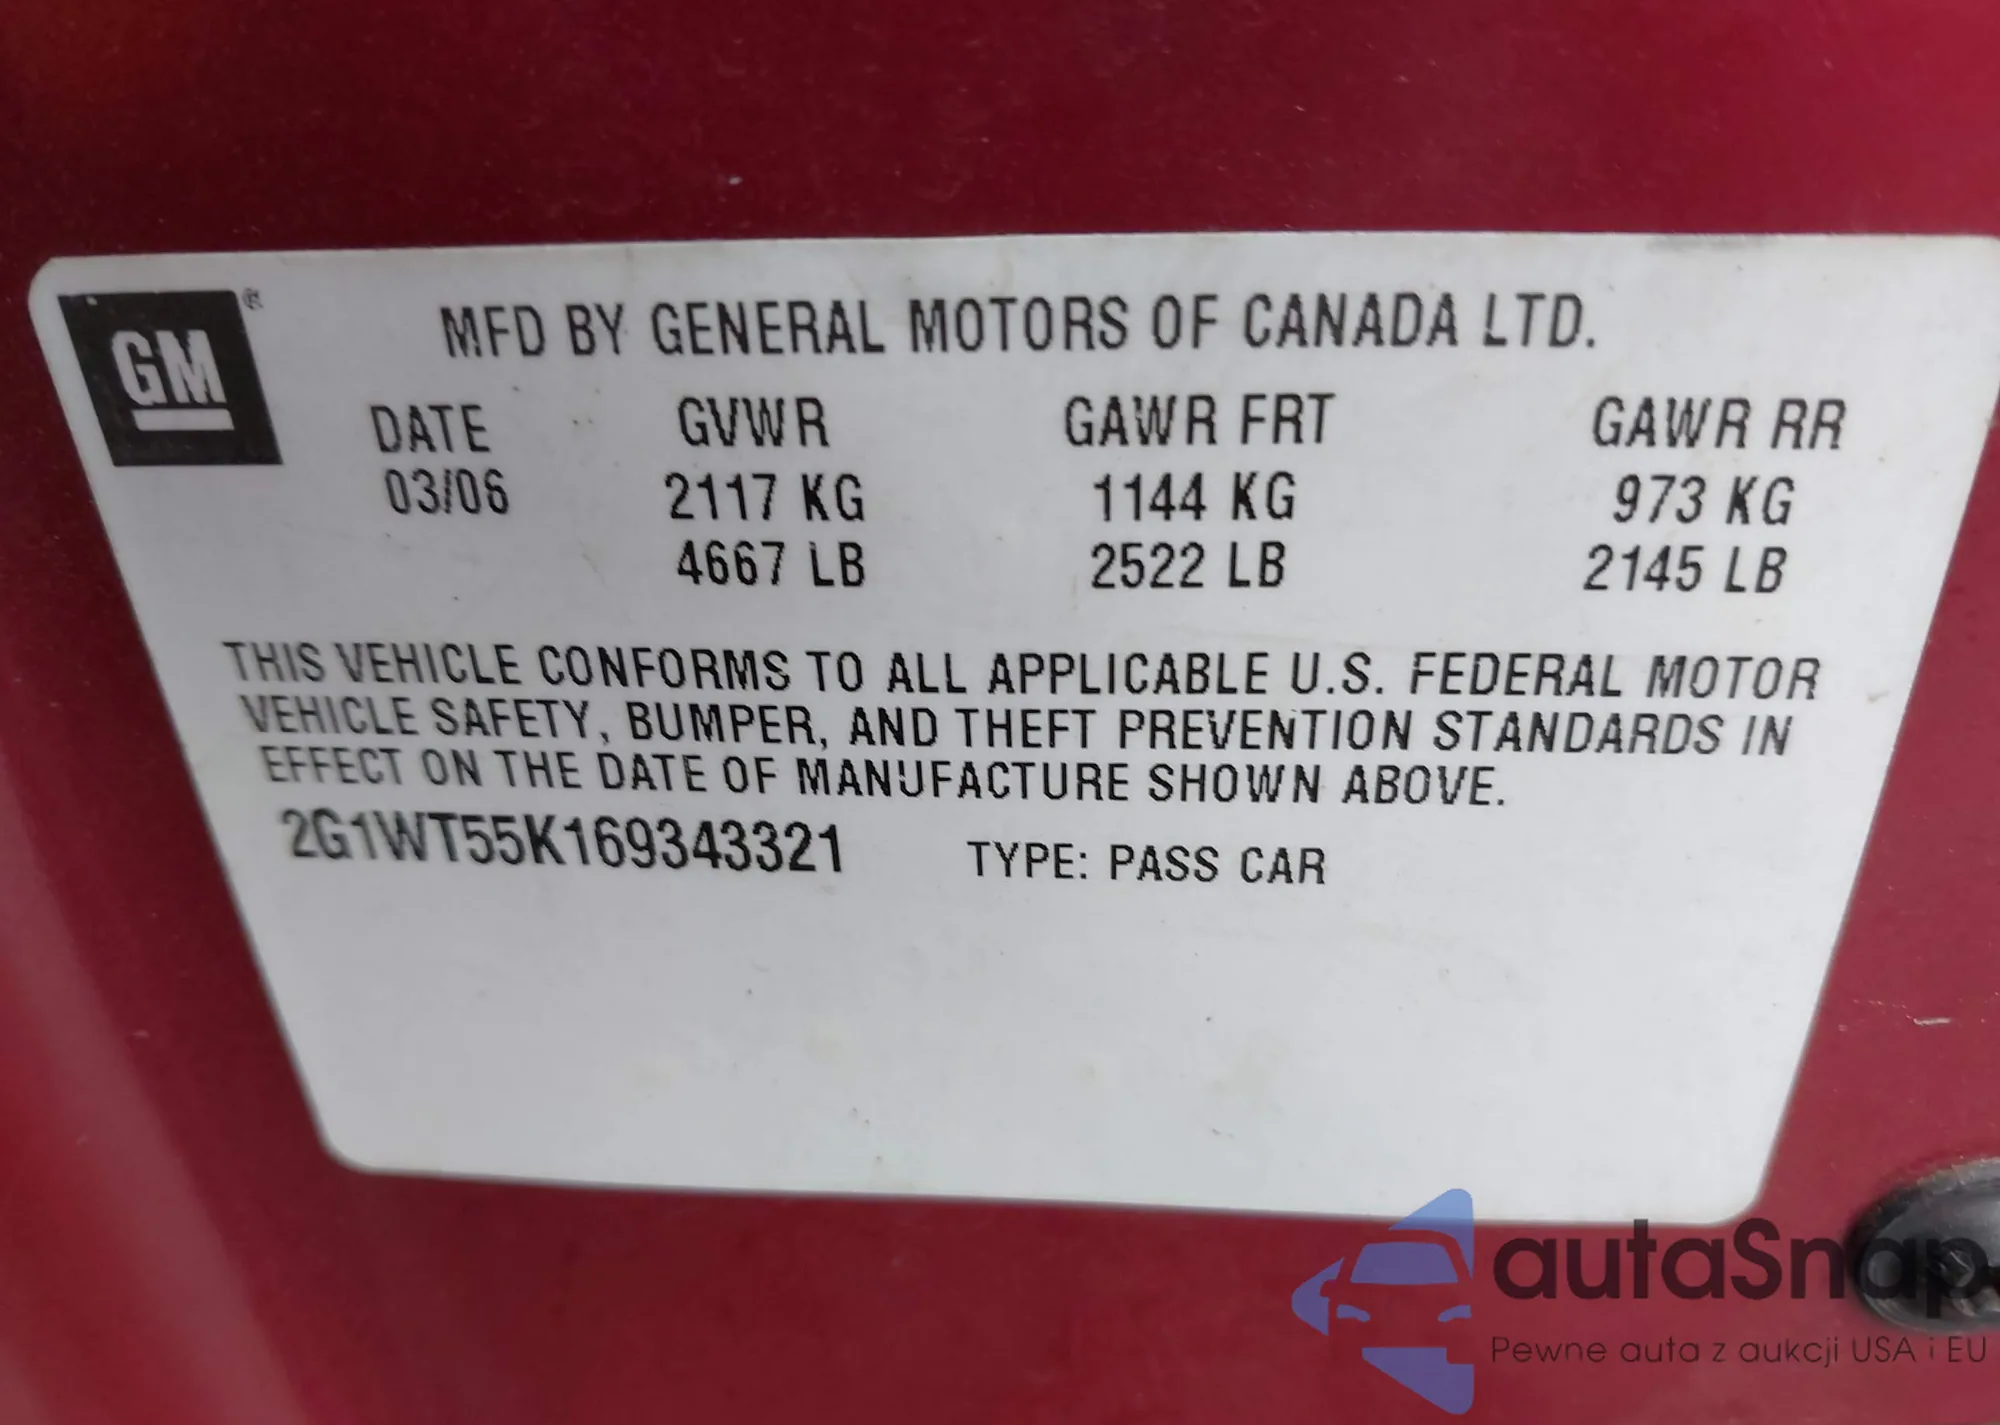 GM ®
MFD BY GENERAL MOTORS OF CANADA LTD.
DATE GVWR GAWR FRT GAWR RR
03/06 2117 KG 1144 KG 973 KG
4667 LB 2522 LB 2145 LB
THIS VEHICLE CONFORMS TO ALL APPLICABLE U.S. FEDERAL MOTOR
VEHICLE SAFETY, BUMPER, AND THEFT PREVENTION STANDARDS IN
EFFECT ON THE DATE OF MANUFACTURE SHOWN ABOVE.
2G1WT55K169343321 TYPE: PASS CAR
autaSnap
Pewne auta z aukcji USA i EU